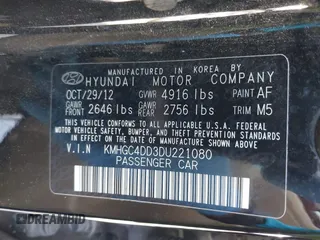 MANUFACTURED IN KOREA BY
HYUNDAI MOTOR COMPANY
OCT/29/12 GVWR 4916 lbs PAINT AF
GAWR FRONT 2646 lbs GAWR REAR 2756 lbs TRIM M5
THIS VEHICLE CONFORMS TO ALL APPLICABLE
U.S. FEDERAL MOTOR VEHICLE SAFETY, BUMPER,
AND THEFT PREVENTION STANDARDS IN EFFECT
ON THE DATE OF MANUFACTURE SHOWN ABOVE.
V.I.N KMHGC4DD3DU221080
PASSENGER CAR